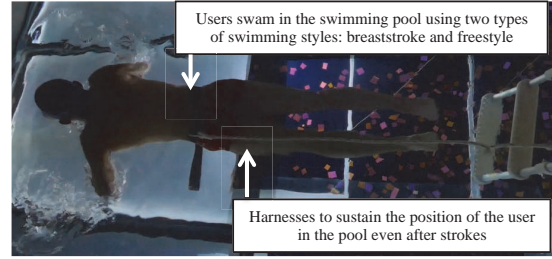 Users swam in the swimming pool using two types
of swimming styles: breaststroke and freestyle
Harnesses to sustain the position of the user
in the pool even after strokes